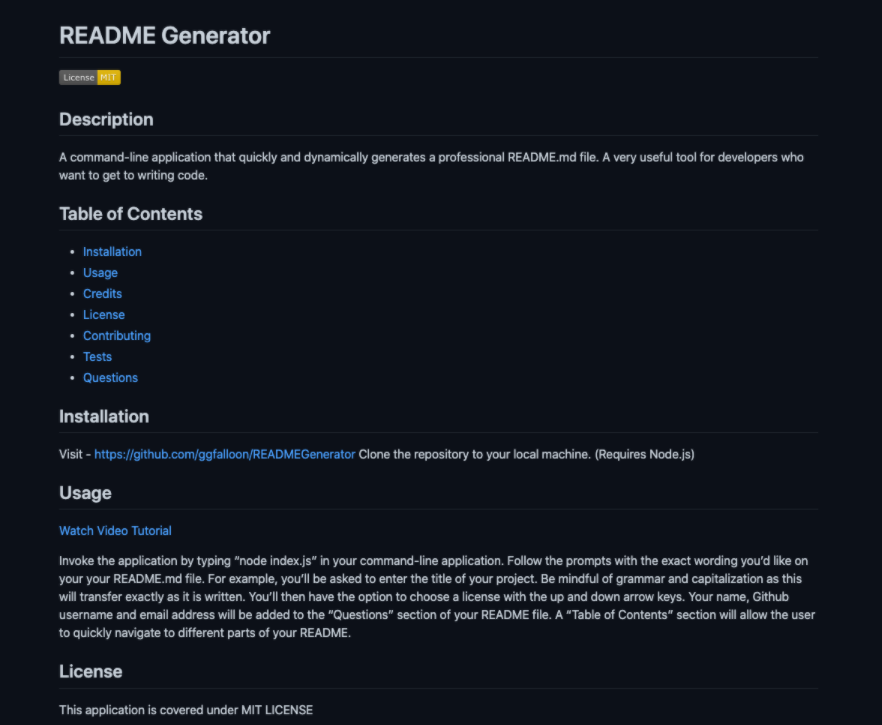 README Generator
License MIT
Description
A command-line application that quickly and dynamically generates a professional README.md file. A very useful tool for developers who
want to get to writing code.
Table of Contents
Installation
Usage
Credits
License
Contributing
Tests
Questions
Installation
Visit - https://github.com/ggfalloon/READMEGenerator Clone the repository to your local machine. (Requires Node.js)
Usage
Watch Video Tutorial
Invoke the application by typing “node index.js” in your command-line application. Follow the prompts with the exact wording you’d like on
your your README.md file. For example, you’ll be asked to enter the title of your project. Be mindful of grammar and capitalization as this
will transfer exactly as it is written. You’ll then have the option to choose a license with the up and down arrow keys. Your name, Github
username and email address will be added to the “Questions” section of your README file. A “Table of Contents” section will allow the user
to quickly navigate to different parts of your README.
License
This application is covered under MIT LICENSE